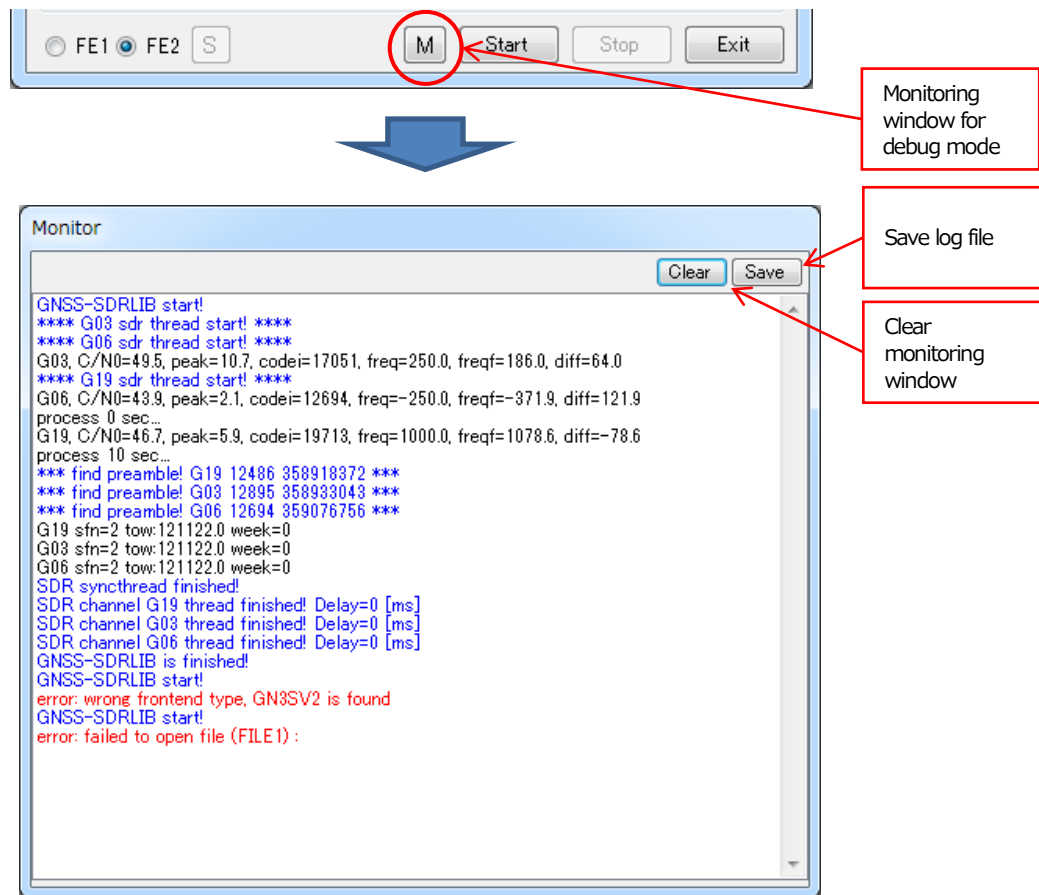 FE1 FE2 S M Start Stop Exit
Monitoring
window for
debug mode
Monitor
Save log file
Clear Save
Clear
monitoring
window
GNSS-SDRLIB start!
**** G03 sdr thread start! ****
**** G06 sdr thread start! ****
G03, C/N0=49.5, peak=10.7, codei=17051, freq=250.0, freqf=186.0, diff=64.0
**** G19 sdr thread start! ****
G06, C/N0=43.9, peak=2.1, codei=12694, freq=-250.0, freqf=-371.9, diff=121.9
process 0 sec...
G19, C/N0=46.7, peak=5.9, codei=19713, freq=1000.0, freqf=1078.6, diff=-78.6
process 10 sec...
*** find preamble! G19 12486 358918372 ***
*** find preamble! G03 12895 358933043 ***
*** find preamble! G06 12694 359076756 ***
G19 sfn=2 tow:121122.0 week=0
G03 sfn=2 tow:121122.0 week=0
G06 sfn=2 tow:121122.0 week=0
SDR syncthread finished!
SDR channel G19 thread finished! Delay=0 [ms]
SDR channel G03 thread finished! Delay=0 [ms]
SDR channel G06 thread finished! Delay=0 [ms]
GNSS-SDRLIB is finished!
GNSS-SDRLIB start!
error: wrong frontend type, GN3SV2 is found
GNSS-SDRLIB start!
error: failed to open file (FILE1) :